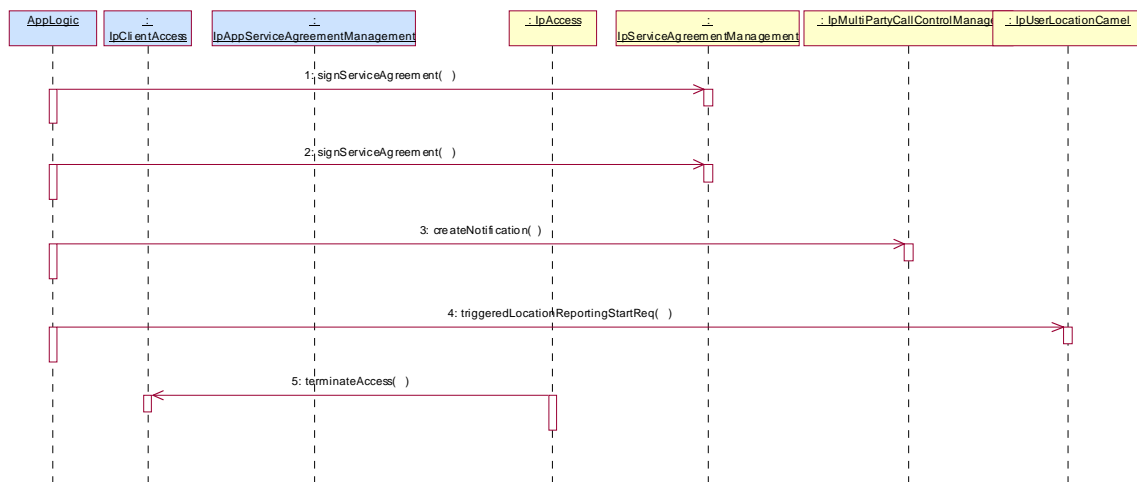 AppLogic
:
IpClientAccess
:
IpAppServiceAgreementManagement
: IpAccess
:
IpServiceAgreementManagement
: IpMultiPartyCallControlManage
: IpUserLocationCamel
1: signServiceAgreement( )
2: signServiceAgreement( )
3: createNotification( )
4: triggeredLocationReportingStartReq( )
5: terminateAccess( )